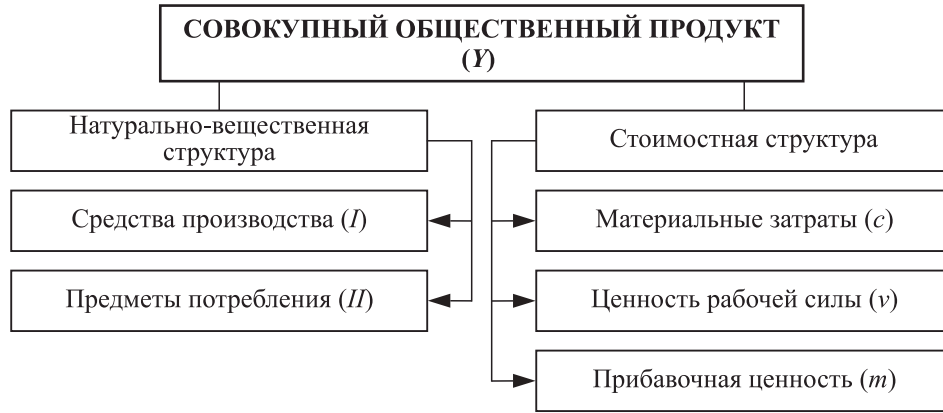 СОВОКУПНЫЙ ОБЩЕСТВЕННЫЙ ПРОДУКТ
(Y)
Натурально-вещественная
структура
Средства производства (I)
Предметы потребления (II)
Стоимостная структура
Материальные затраты (c)
Ценность рабочей силы (v)
Прибавочная ценность (m)